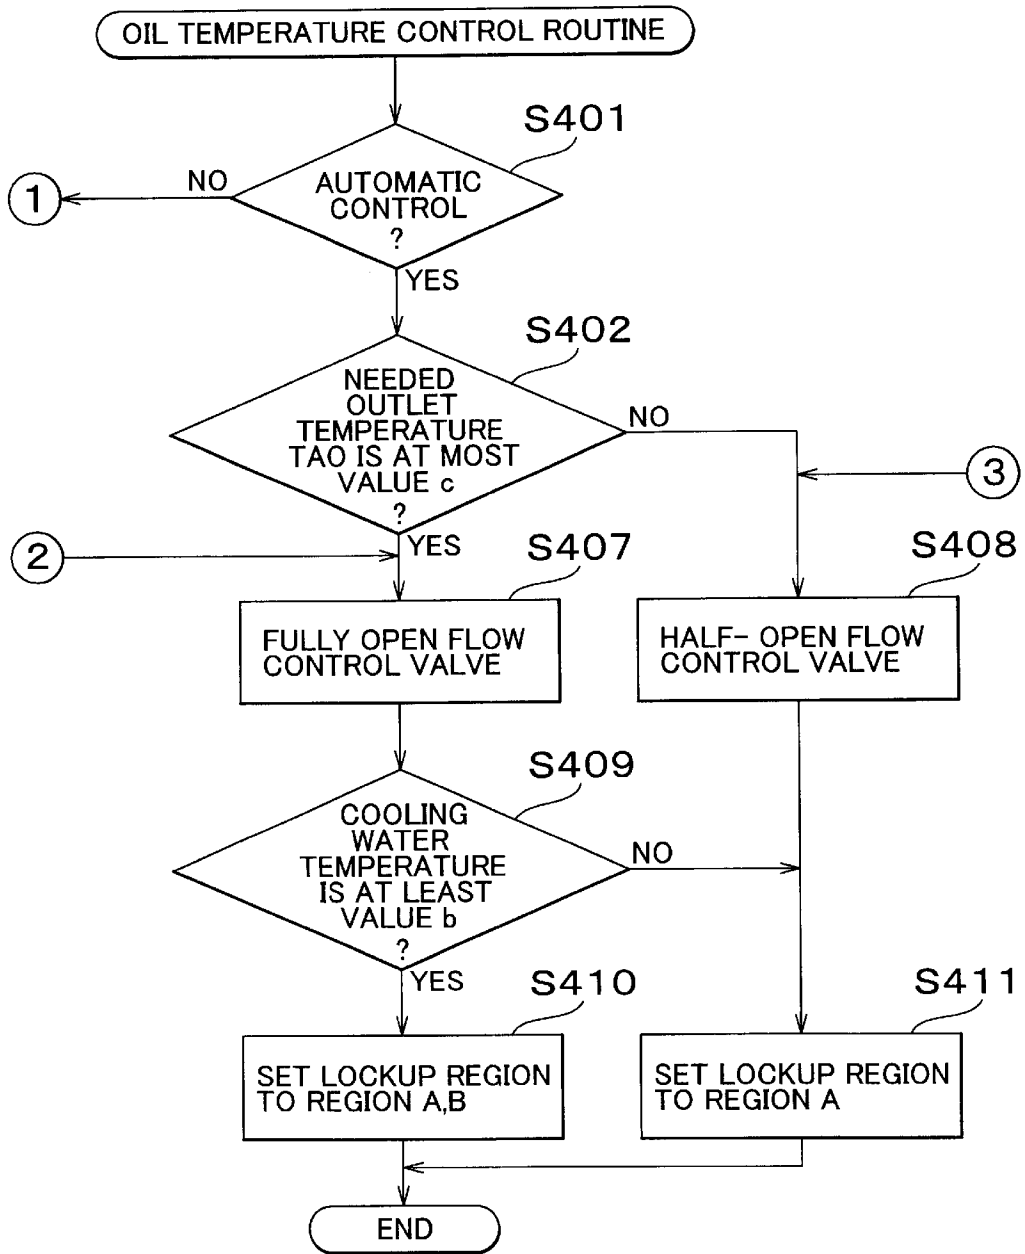 OIL TEMPERATURE CONTROL ROUTINE
S401
1
NO
AUTOMATIC
CONTROL
?
YES
S402
NEEDED
OUTLET
TEMPERATURE
TAO IS AT MOST
VALUE c
?
NO
3
YES
2
S407
S408
FULLY OPEN FLOW
CONTROL VALVE
HALF- OPEN FLOW
CONTROL VALVE
S409
COOLING
WATER
TEMPERATURE
IS AT LEAST
VALUE b
?
NO
YES
S410
S411
SET LOCKUP REGION
TO REGION A,B
SET LOCKUP REGION
TO REGION A
END